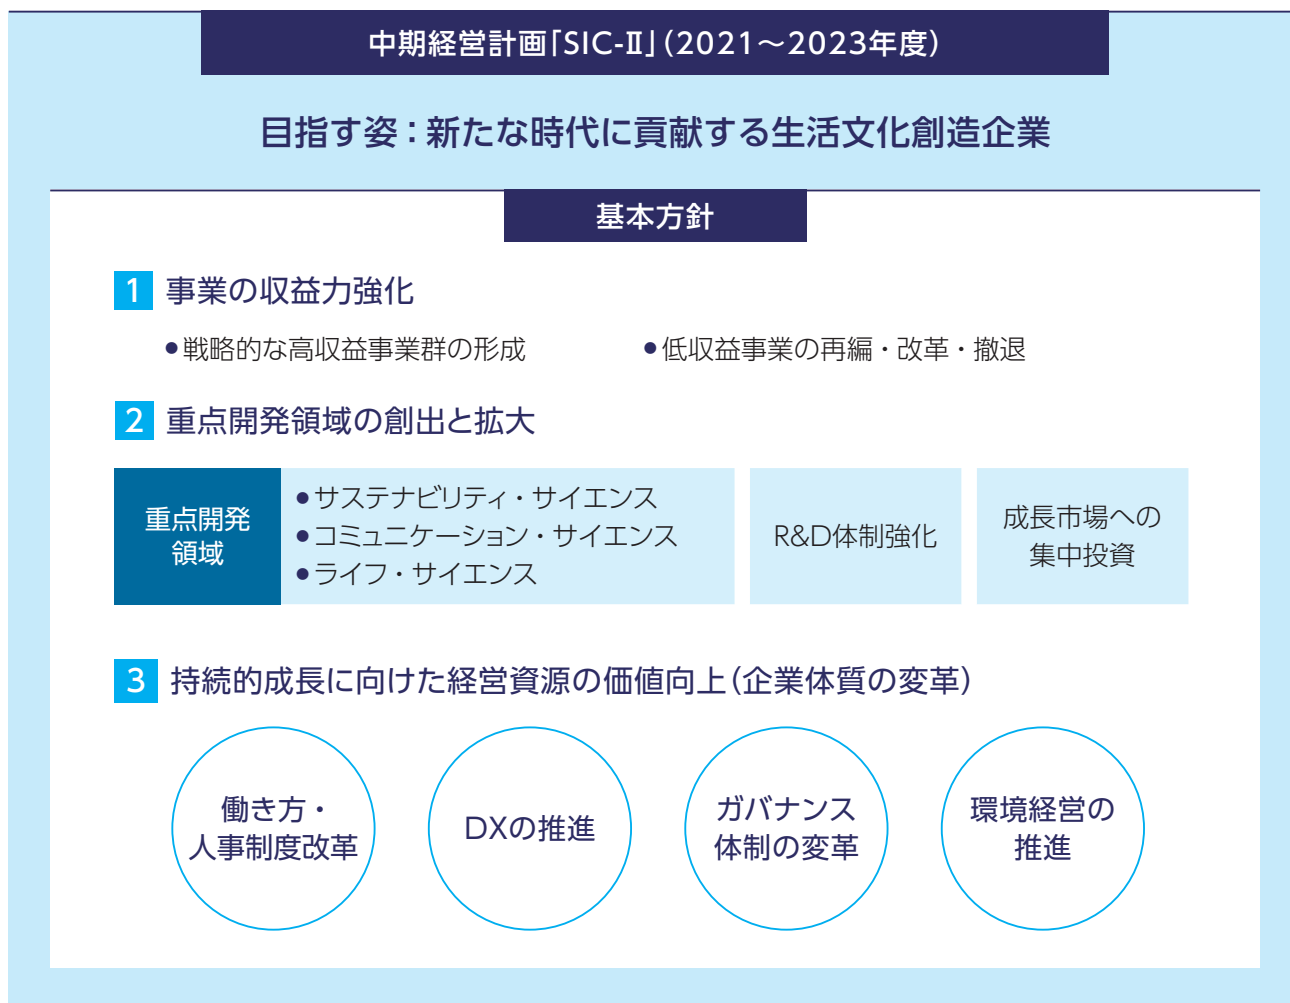 中期経営計画「SIC-Ⅱ」(2021~2023年度)
目指す姿:新たな時代に貢献する生活文化創造企業
基本方針
1 事業の収益力強化
●戦略的な高収益事業群の形成 ●低収益事業の再編・改革・撤退
2 重点開発領域の創出と拡大
重点開発
領域
●サステナビリティ・サイエンス
●コミュニケーション・サイエンス
●ライフ・サイエンス
R&D体制強化
成長市場への
集中投資
3 持続的成長に向けた経営資源の価値向上(企業体質の変革)
働き方・
人事制度改革
DXの推進
ガバナンス
体制の変革
環境経営の
推進